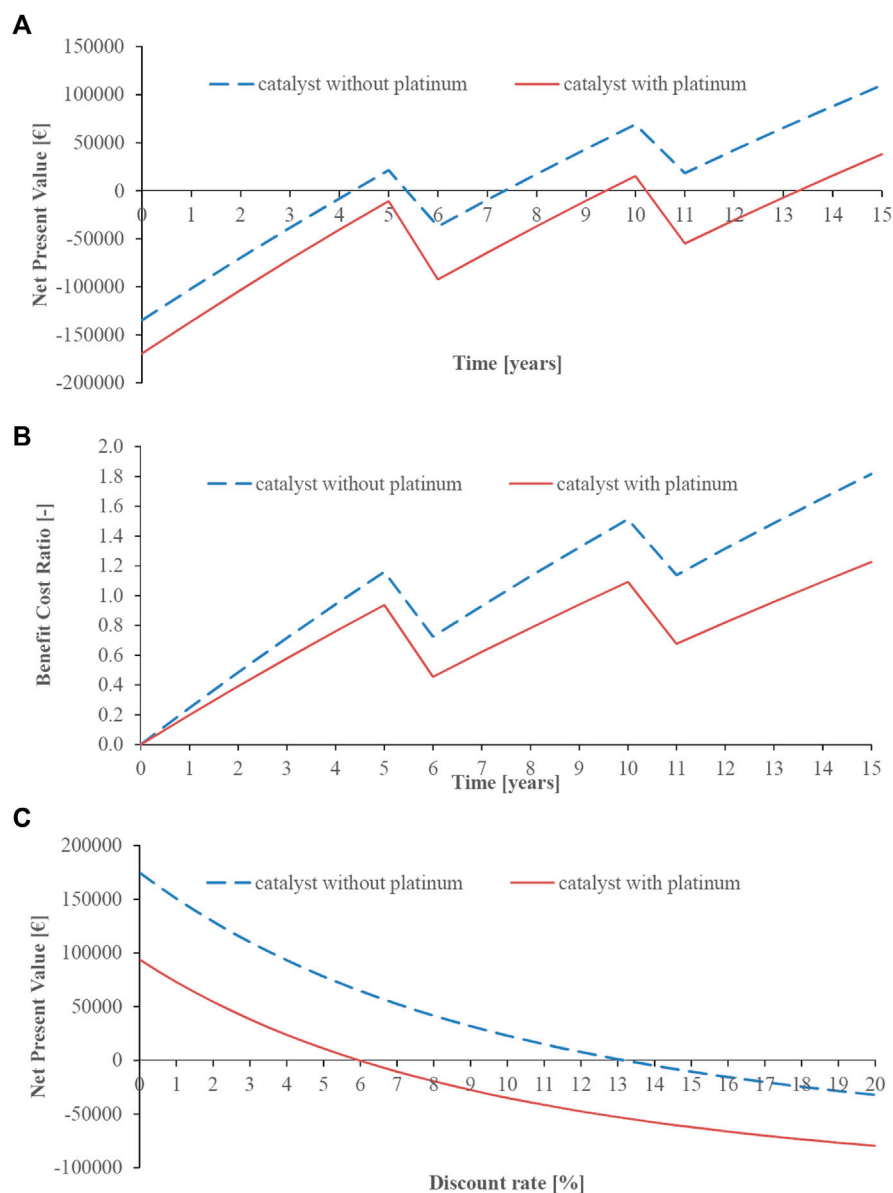 A
Net Present Value [€]
150000
100000
50000
0
-50000
-100000
-150000
-200000
catalyst without platinum catalyst with platinum
0 1 2 3 4 5 6 7 8 9 10 11 12 13 14 15
Time [years]
B
Benefit Cost Ratio [-]
2.0
1.8
1.6
1.4
1.2
1.0
0.8
0.6
0.4
0.2
0.0
catalyst without platinum catalyst with platinum
0 1 2 3 4 5 6 7 8 9 10 11 12 13 14 15
Time [years]
C
Net Present Value [€]
200000
150000
100000
50000
0
-50000
-100000
catalyst without platinum catalyst with platinum
0 1 2 3 4 5 6 7 8 9 10 11 12 13 14 15 16 17 18 19 20
Discount rate [%]